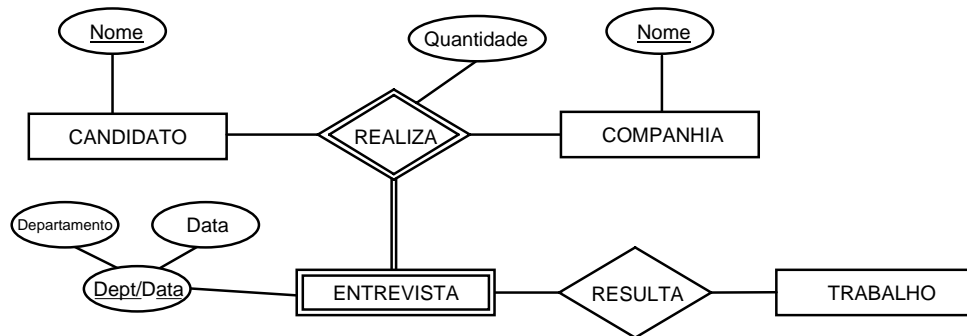 Nome
Quantidade
Nome
CANDIDATO
REALIZA
COMPANHIA
Departamento
Data
Dept/Data
ENTREVISTA
RESULTA
TRABALHO